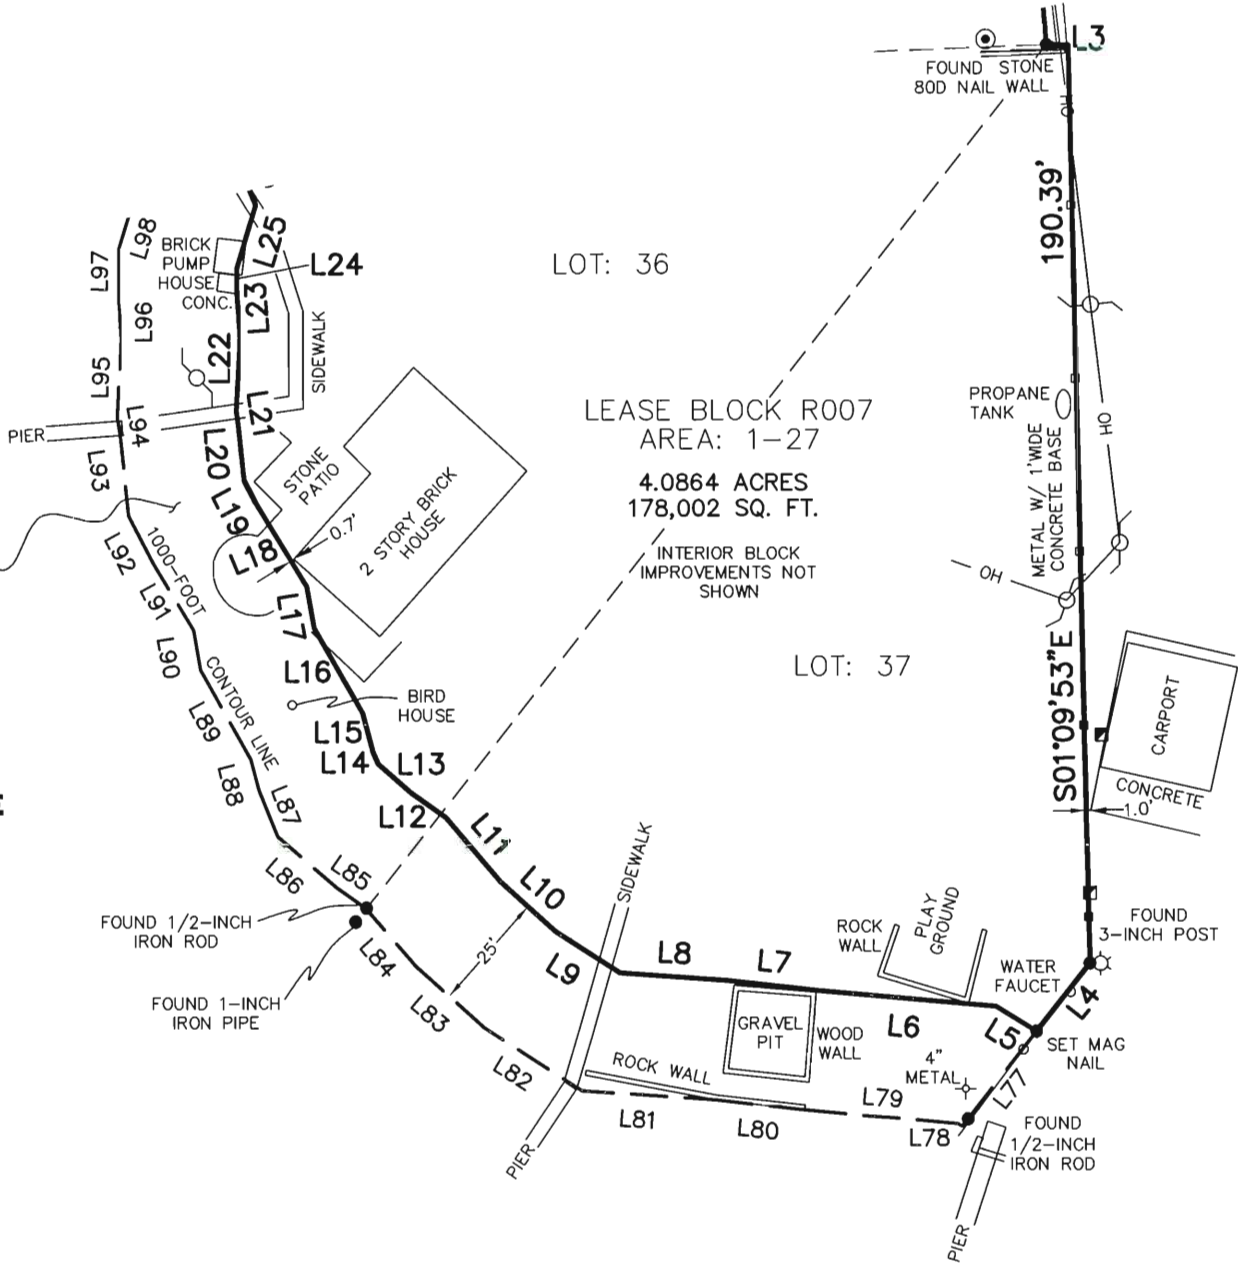 L3
FOUND STONE
80D NAIL WALL
OH
190.39'
L98
L97
L25
BRICK
PUMP
HOUSE
CONC.
L24
LOT: 36
L96
L23
L22
SIDEWALK
L95
L94
L21
PIER
L93
L20
STONE
PATIO
L19
2 STORY BRICK
HOUSE
0.7'
L18
LEASE BLOCK R007
AREA: 1-27
4.0864 ACRES
178,002 SQ. FT.
INTERIOR BLOCK
IMPROVEMENTS NOT
SHOWN
PROPANE
TANK
METAL W/ 1'WIDE
CONCRETE BASE
OH
OH
L92
1000-FOOT
CONTOUR LINE
L91
L17
L90
L16
LOT: 37
S01°09'53"E
CARPORT
CONCRETE
1.0'
BIRD
HOUSE
L89
L15
L14
L13
L88
L87
L12
L11
L86
L85
L10
SIDEWALK
FOUND 1/2-INCH
IRON ROD
L84
25'
FOUND 1-INCH
IRON PIPE
L83
L9
L8
L7
ROCK
WALL
PLAY
GROUND
FOUND
3-INCH POST
WATER
FAUCET
L4
L6
L5
SET MAG
NAIL
GRAVEL
PIT
WOOD
WALL
4"
METAL
L77
ROCK WALL
L82
L81
L80
L79
L78
FOUND
1/2-INCH
IRON ROD
PIER
PIER